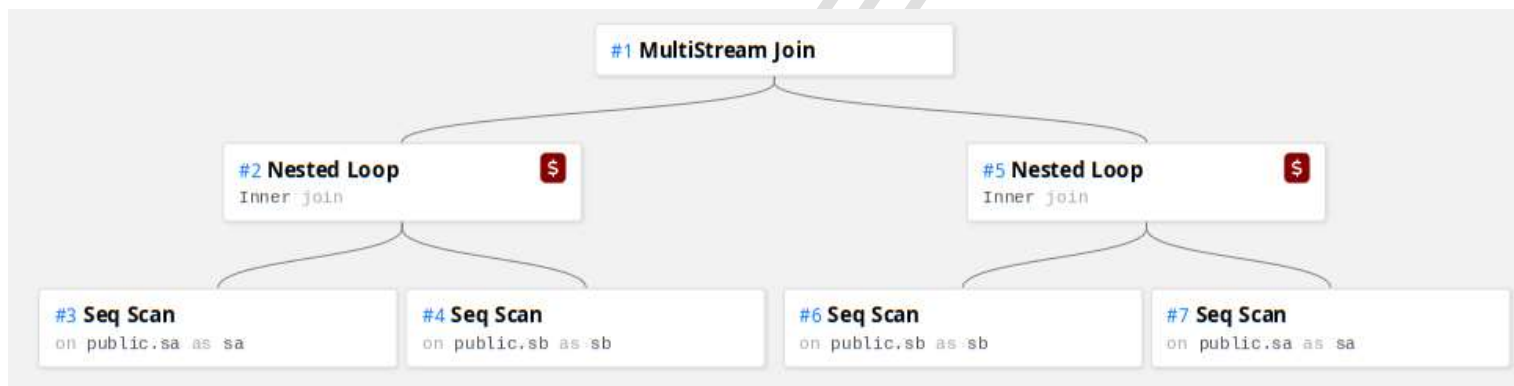 #1 MultiStream Join
#2 Nested Loop $
Inner join
#5 Nested Loop $
Inner join
#3 Seq Scan
on public.sa as sa
#4 Seq Scan
on public.sb as sb
#6 Seq Scan
on public.sb as sb
#7 Seq Scan
on public.sa as sa